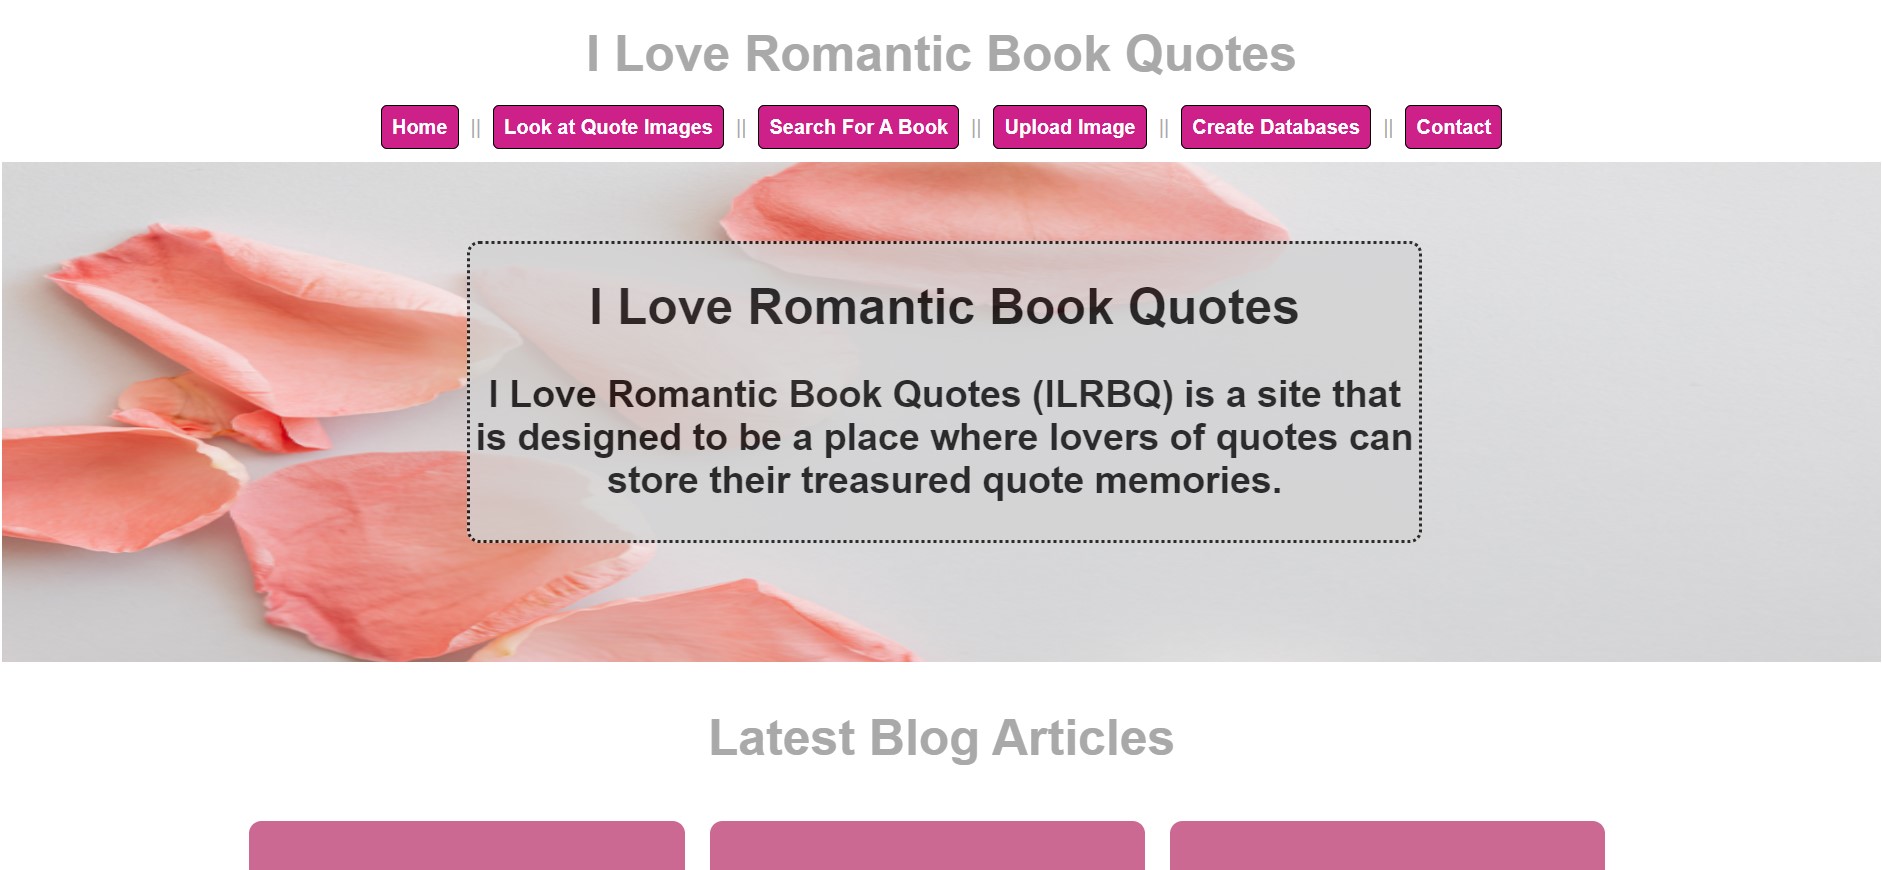 I Love Romantic Book Quotes
Home || Look at Quote Images || Search For A Book || Upload Image || Create Databases || Contact
I Love Romantic Book Quotes
I Love Romantic Book Quotes (ILRBQ) is a site that
is designed to be a place where lovers of quotes can
store their treasured quote memories.
Latest Blog Articles